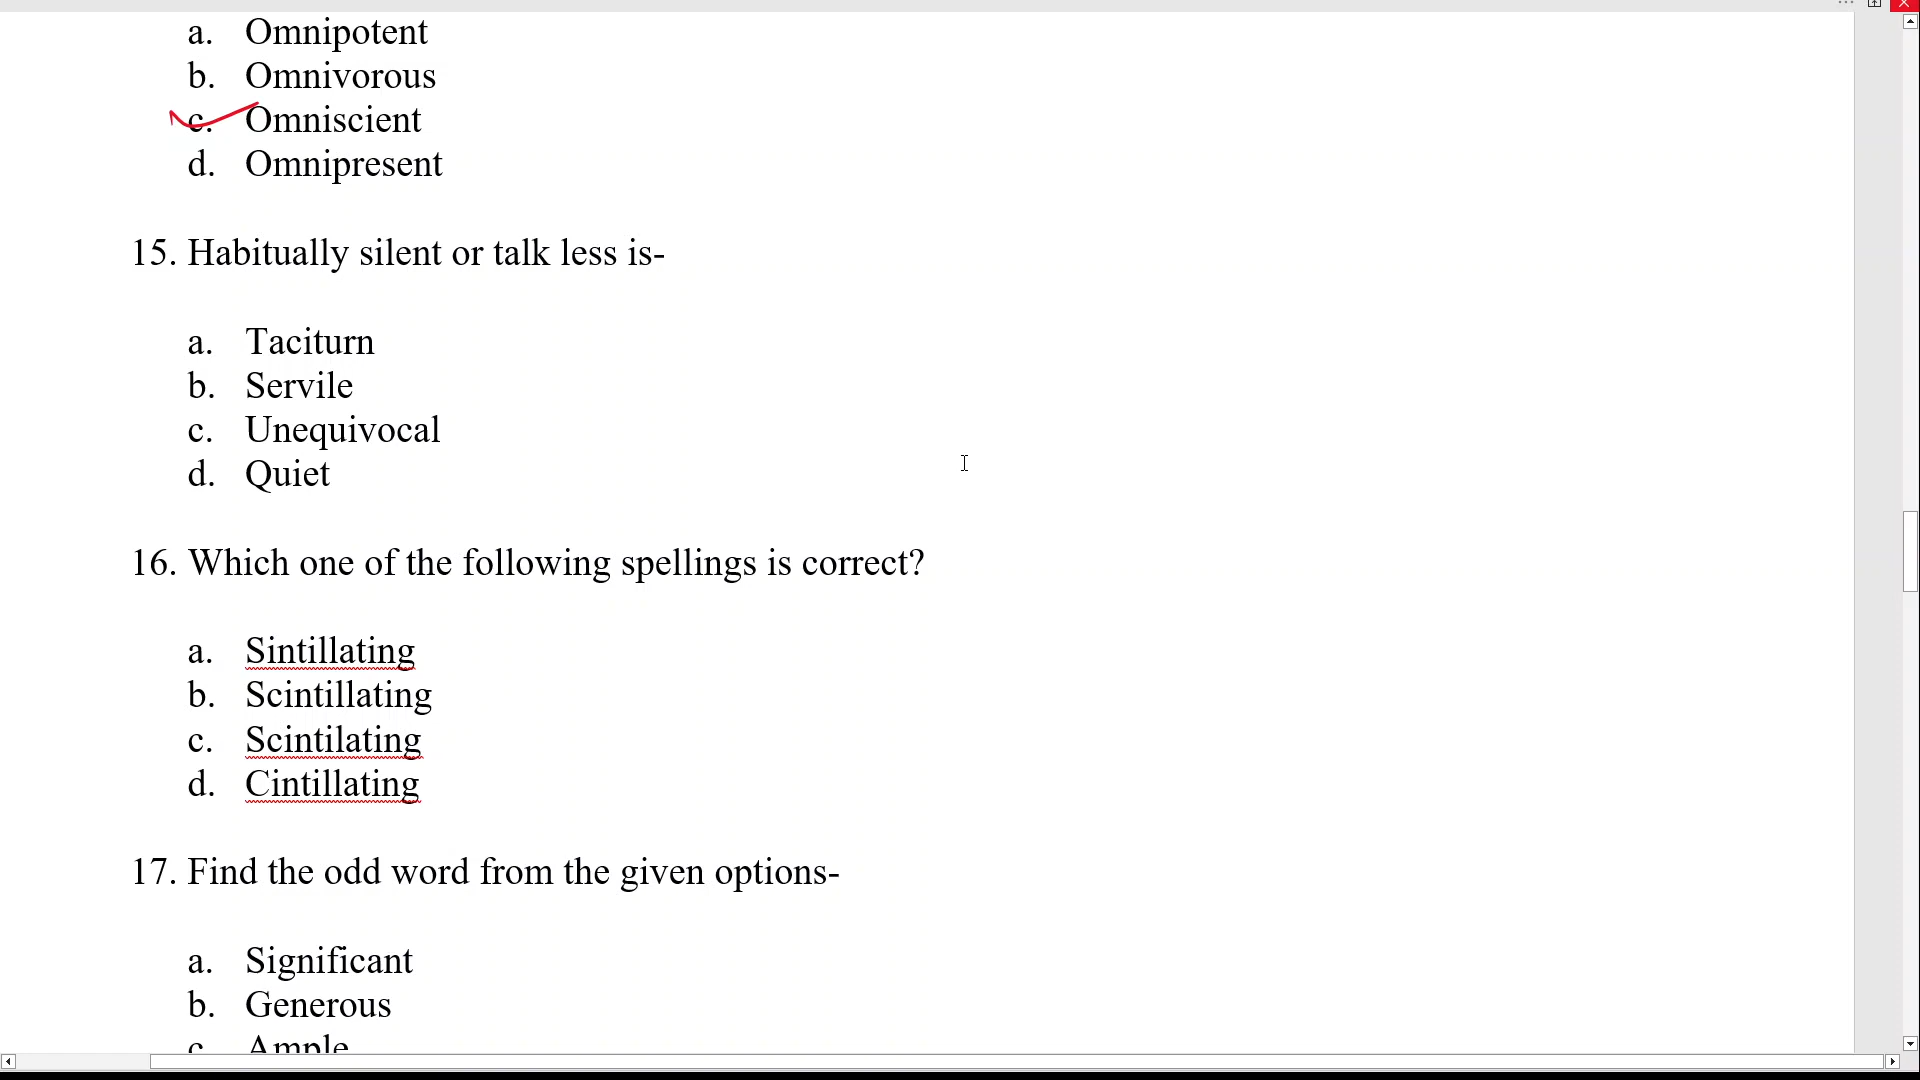 a. Omnipotent
b. Omnivorous
c. Omniscient
d. Omnipresent
15. Habitually silent or talk less is-
a. Taciturn
b. Servile
c. Unequivocal
d. Quiet
16. Which one of the following spellings is correct?
a. Sintillating
b. Scintillating
c. Scintilating
d. Cintillating
17. Find the odd word from the given options-
a. Significant
b. Generous
c. Ample